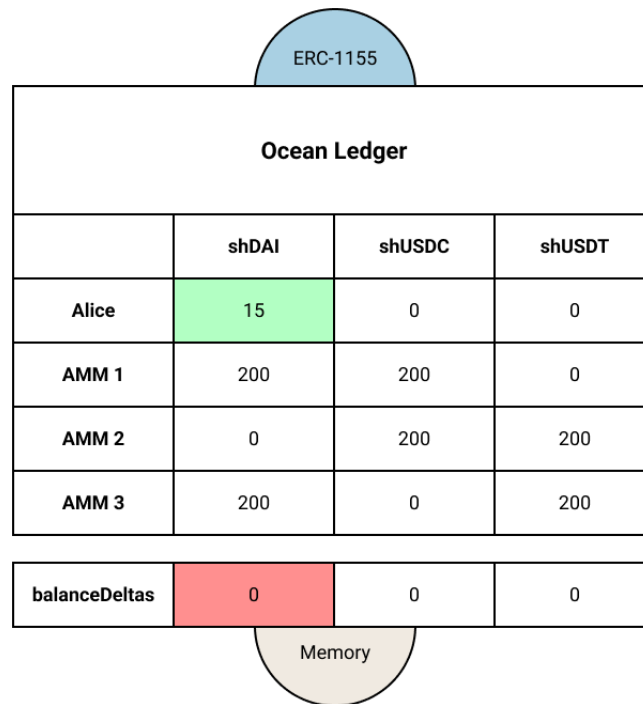 ERC-1155
Ocean Ledger
shDAI shUSDC shUSDT
Alice 15 0 0
AMM 1 200 200 0
AMM 2 0 200 200
AMM 3 200 0 200
balanceDeltas 0 0 0
Memory